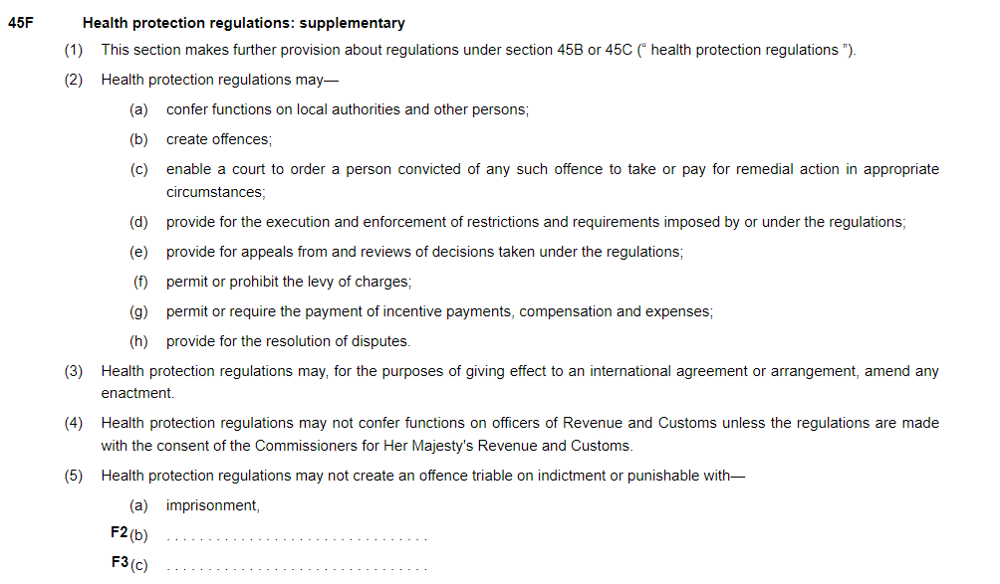 45F Health protection regulations: supplementary
(1) This section makes further provision about regulations under section 45B or 45C (“ health protection regulations ”).
(2) Health protection regulations may—
(a) confer functions on local authorities and other persons;
(b) create offences;
(c) enable a court to order a person convicted of any such offence to take or pay for remedial action in appropriate
circumstances;
(d) provide for the execution and enforcement of restrictions and requirements imposed by or under the regulations;
(e) provide for appeals from and reviews of decisions taken under the regulations;
(f) permit or prohibit the levy of charges;
(g) permit or require the payment of incentive payments, compensation and expenses;
(h) provide for the resolution of disputes.
(3) Health protection regulations may, for the purposes of giving effect to an international agreement or arrangement, amend any
enactment.
(4) Health protection regulations may not confer functions on officers of Revenue and Customs unless the regulations are made
with the consent of the Commissioners for Her Majesty's Revenue and Customs.
(5) Health protection regulations may not create an offence triable on indictment or punishable with—
(a) imprisonment,
F2(b) . . . . . . . . . . . . . . . . . . . . . . . . . . . . . . . .
F3(c) . . . . . . . . . . . . . . . . . . . . . . . . . . . . . . . .